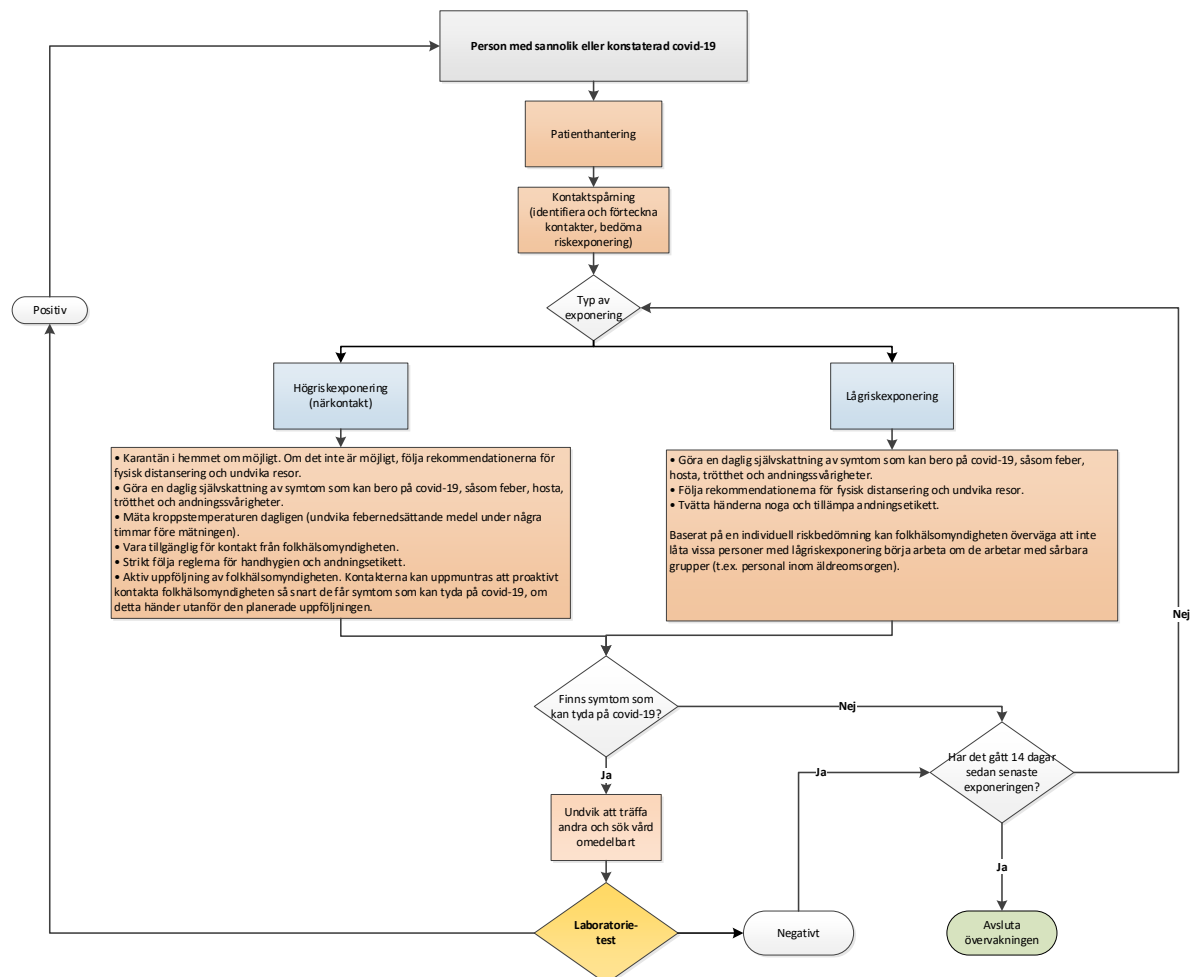 Person med sannolik eller konstaterad covid-19
Patienthantering
Kontaktspårning
(identifiera och förteckna
kontakter, bedöma
riskexponering)
Typ av
exponering
Positiv
Högriskexponering
(närkontakt)
Lågriskexponering
• Karantän i hemmet om möjligt. Om det inte är möjligt, följa rekommendationerna för
fysisk distansering och undvika resor.
• Göra en daglig självskattning av symtom som kan bero på covid-19, såsom feber, hosta,
trötthet och andningssvårigheter.
• Mäta kroppstemperaturen dagligen (undvika febernedsättande medel under några
timmar före mätningen).
• Vara tillgänglig för kontakt från folkhälsomyndigheten.
• Strikt följa reglerna för handhygien och andningsetikett.
• Aktiv uppföljning av folkhälsomyndigheten. Kontakterna kan uppmuntras att proaktivt
kontakta folkhälsomyndigheten så snart de får symtom som kan tyda på covid-19, om
detta händer utanför den planerade uppföljningen.
• Göra en daglig självskattning av symtom som kan bero på covid-19, såsom feber,
hosta, trötthet och andningssvårigheter.
• Följa rekommendationerna för fysisk distansering och undvika resor.
• Tvätta händerna noga och tillämpa andningsetikett.
Baserat på en individuell riskbedömning kan folkhälsomyndigheten överväga att inte
låta vissa personer med lågriskexponering börja arbeta om de arbetar med sårbara
grupper (t.ex. personal inom äldreomsorgen).
Nej
Finns symtom som
kan tyda på covid-19?
Nej
Har det gått 14 dagar
sedan senaste
exponeringen?
Ja
Ja
Undvik att träffa
andra och sök vård
omedelbart
Ja
Laboratorie-
test
Negativt
Avsluta
övervakningen